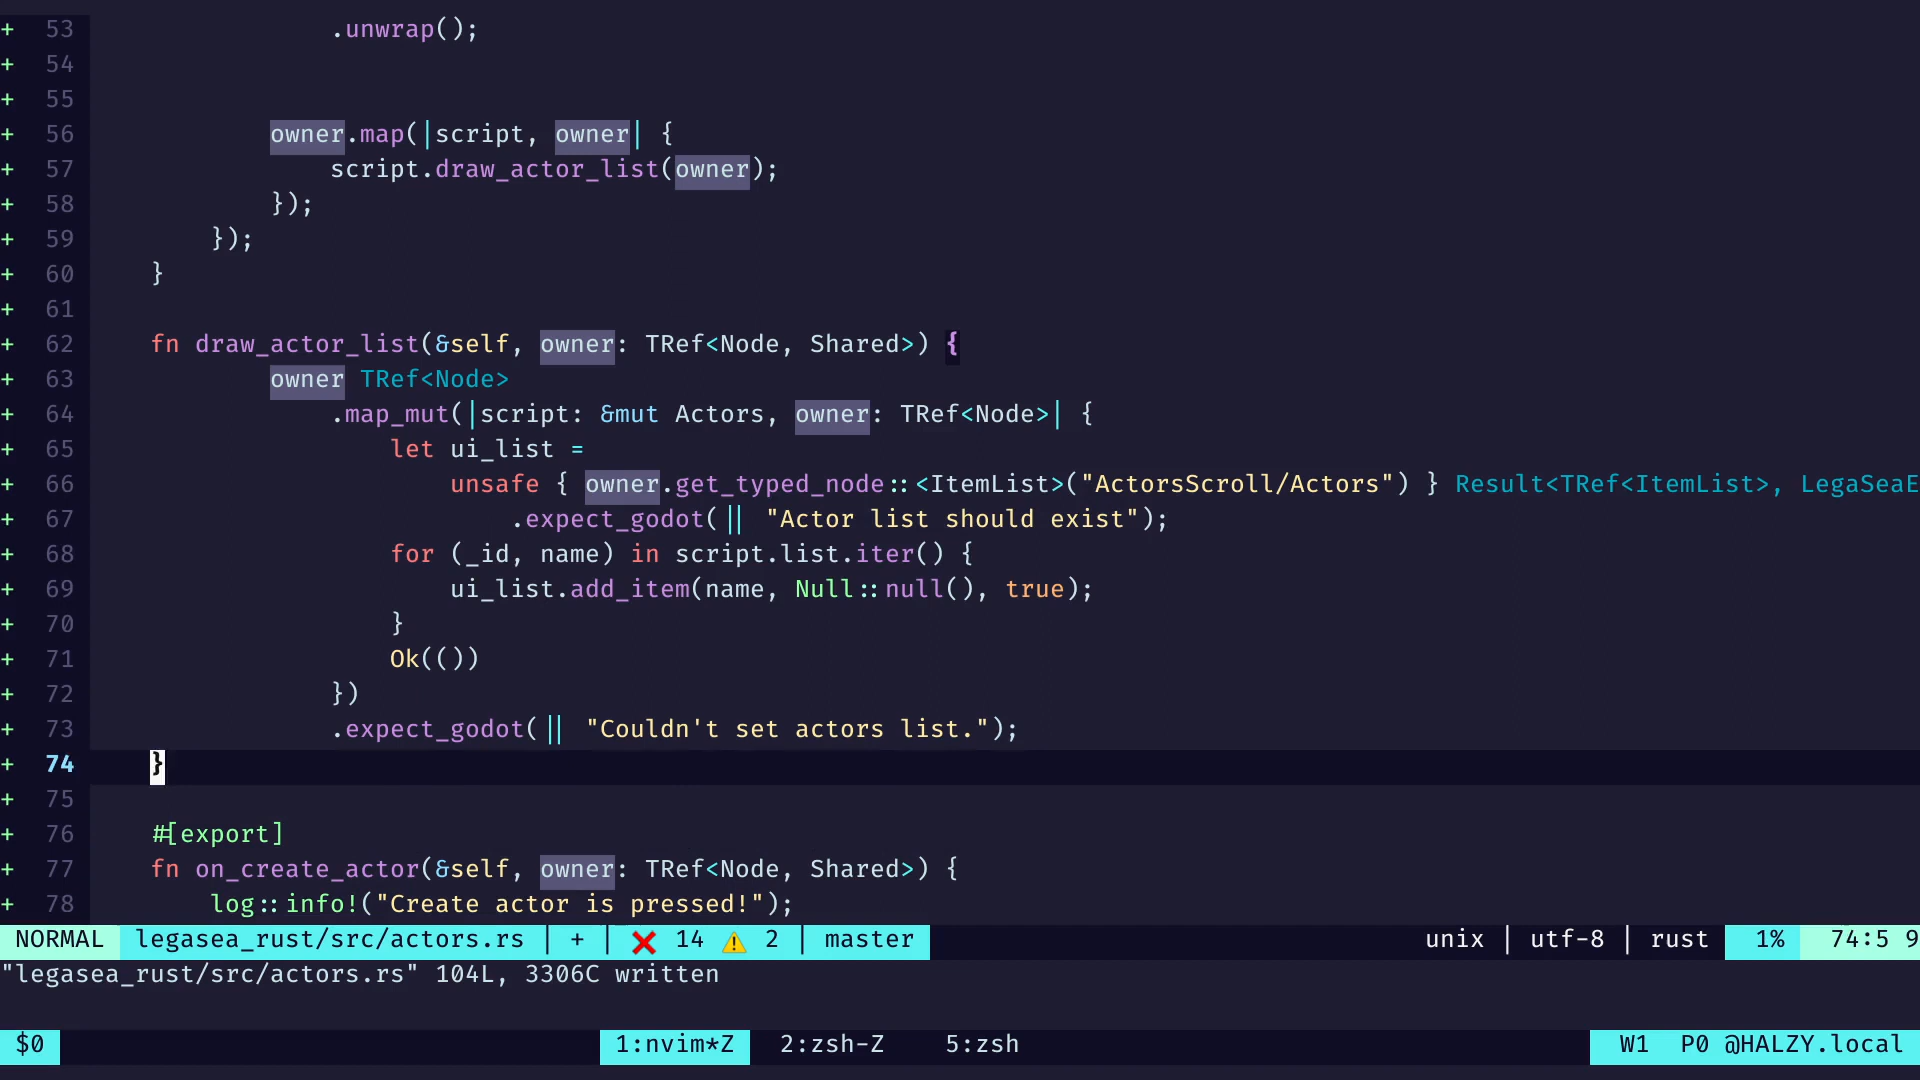 + 53 .unwrap();
+ 54
+ 55
+ 56 owner.map(|script, owner| {
+ 57 script.draw_actor_list(owner);
+ 58 });
+ 59 });
+ 60 }
+ 61
+ 62 fn draw_actor_list(&self, owner: TRef<Node, Shared>) {
+ 63 owner TRef<Node>
+ 64 .map_mut(|script: &mut Actors, owner: TRef<Node>| {
+ 65 let ui_list =
+ 66 unsafe { owner.get_typed_node::<ItemList>("ActorsScroll/Actors") } Result<TRef<ItemList>, LegaSeaE
+ 67 .expect_godot(|| "Actor list should exist");
+ 68 for (_id, name) in script.list.iter() {
+ 69 ui_list.add_item(name, Null::null(), true);
+ 70 }
+ 71 Ok(())
+ 72 })
+ 73 .expect_godot(|| "Couldn't set actors list.");
+ 74 }
+ 75
+ 76 #[export]
+ 77 fn on_create_actor(&self, owner: TRef<Node, Shared>) {
+ 78 log::info!("Create actor is pressed!");
NORMAL legasea_rust/src/actors.rs | + | ❌ 14 ⚠ 2 | master unix | utf-8 | rust 1% 74:5 9
"legasea_rust/src/actors.rs" 104L, 3306C written
$0 1:nvim*Z 2:zsh-Z 5:zsh W1 P0 @HALZY.local